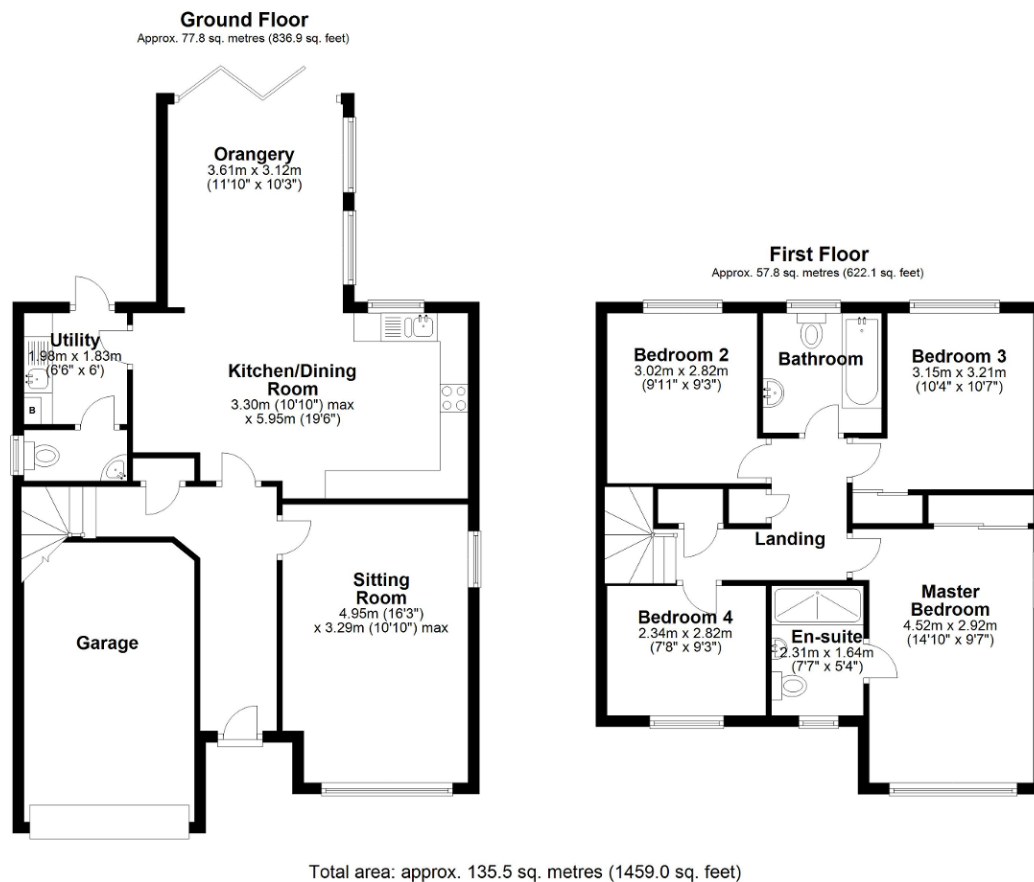 Ground Floor
Approx. 77.8 sq. metres (836.9 sq. feet)
Orangery
3.61m x 3.12m
(11'10" x 10'3")
Utility
1.98m x 1.83m
(6'6" x 6')
B
Kitchen/Dining
Room
3.30m (10'10") max
x 5.95m (19'6")
Sitting
Room
4.95m (16'3")
x 3.29m (10'10") max
Garage
First Floor
Approx. 57.8 sq. metres (622.1 sq. feet)
Bedroom 2
3.02m x 2.82m
(9'11" x 9'3")
Bathroom
Bedroom 3
3.15m x 3.21m
(10'4" x 10'7")
Landing
Bedroom 4
2.34m x 2.82m
(7'8" x 9'3")
En-suite
2.31m x 1.64m
(7'7" x 5'4")
Master
Bedroom
4.52m x 2.92m
(14'10" x 9'7")
Total area: approx. 135.5 sq. metres (1459.0 sq. feet)